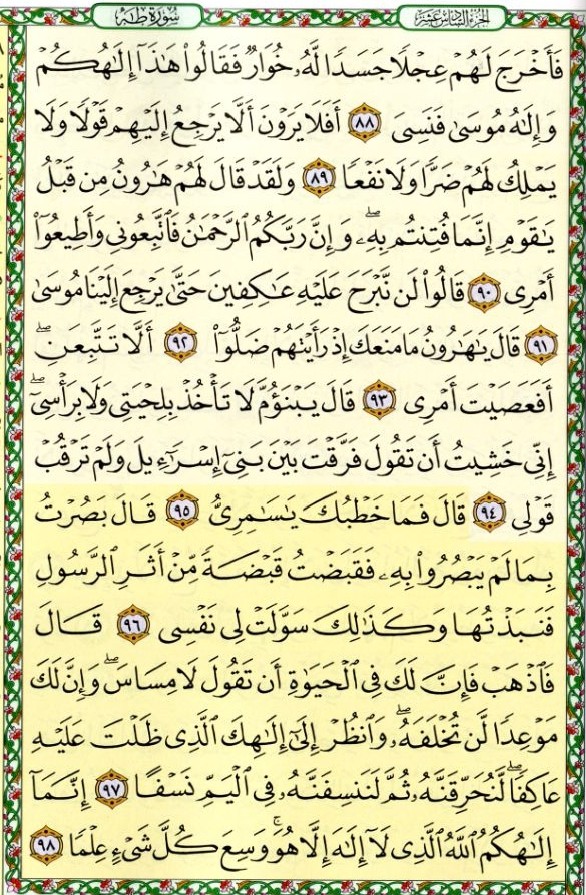 الجزء السادس عشر سورة طه
فَأَخْرَجَ لَهُمْ عِجْلًا جَسَدًا لَّهُۥ خُوَارٌ فَقَالُوا۟ هَٰذَآ إِلَٰهُكُمْ
وَإِلَٰهُ مُوسَىٰ فَنَسِىَ ٨٨ أَفَلَا يَرَوْنَ أَلَّا يَرْجِعُ إِلَيْهِمْ قَوْلًا وَلَا
يَمْلِكُ لَهُمْ ضَرًّا وَلَا نَفْعًا ٨٩ وَلَقَدْ قَالَ لَهُمْ هَٰرُونُ مِن قَبْلُ
يَٰقَوْمِ إِنَّمَا فُتِنتُم بِهِۦ ۖ وَإِنَّ رَبَّكُمُ ٱلرَّحْمَٰنُ فَٱتَّبِعُونِى وَأَطِيعُوٓا۟
أَمْرِى ٩٠ قَالُوا۟ لَن نَّبْرَحَ عَلَيْهِ عَٰكِفِينَ حَتَّىٰ يَرْجِعَ إِلَيْنَا مُوسَىٰ
٩١ قَالَ يَٰهَٰرُونُ مَا مَنَعَكَ إِذْ رَأَيْتَهُمْ ضَلُّوٓا۟ ٩٢ أَلَّا تَتَّبِعَنِ ۖ
أَفَعَصَيْتَ أَمْرِى ٩٣ قَالَ يَبْنَؤُمَّ لَا تَأْخُذْ بِلِحْيَتِى وَلَا بِرَأْسِىٓ ۖ
إِنِّى خَشِيتُ أَن تَقُولَ فَرَّقْتَ بَيْنَ بَنِىٓ إِسْرَٰٓءِيلَ وَلَمْ تَرْقُبْ
قَوْلِى ٩٤ قَالَ فَمَا خَطْبُكَ يَٰسَٰمِرِىُّ ٩٥ قَالَ بَصُرْتُ
بِمَا لَمْ يَبْصُرُوا۟ بِهِۦ فَقَبَضْتُ قَبْضَةً مِّنْ أَثَرِ ٱلرَّسُولِ
فَنَبَذْتُهَا وَكَذَٰلِكَ سَوَّلَتْ لِى نَفْسِى ٩٦ قَالَ
فَٱذْهَبْ فَإِنَّ لَكَ فِى ٱلْحَيَوٰةِ أَن تَقُولَ لَا مِسَاسَ ۖ وَإِنَّ لَكَ
مَوْعِدًا لَّن تُخْلَفَهُۥ ۖ وَٱنظُرْ إِلَىٰٓ إِلَٰهِكَ ٱلَّذِى ظَلْتَ عَلَيْهِ
عَاكِفًا ۖ لَّنُحَرِّقَنَّهُۥ ثُمَّ لَنَنسِفَنَّهُۥ فِى ٱلْيَمِّ نَسْفًا ٩٧ إِنَّمَآ
إِلَٰهُكُمُ ٱللَّهُ ٱلَّذِى لَآ إِلَٰهَ إِلَّا هُوَ ۚ وَسِعَ كُلَّ شَىْءٍ عِلْمًا ٩٨